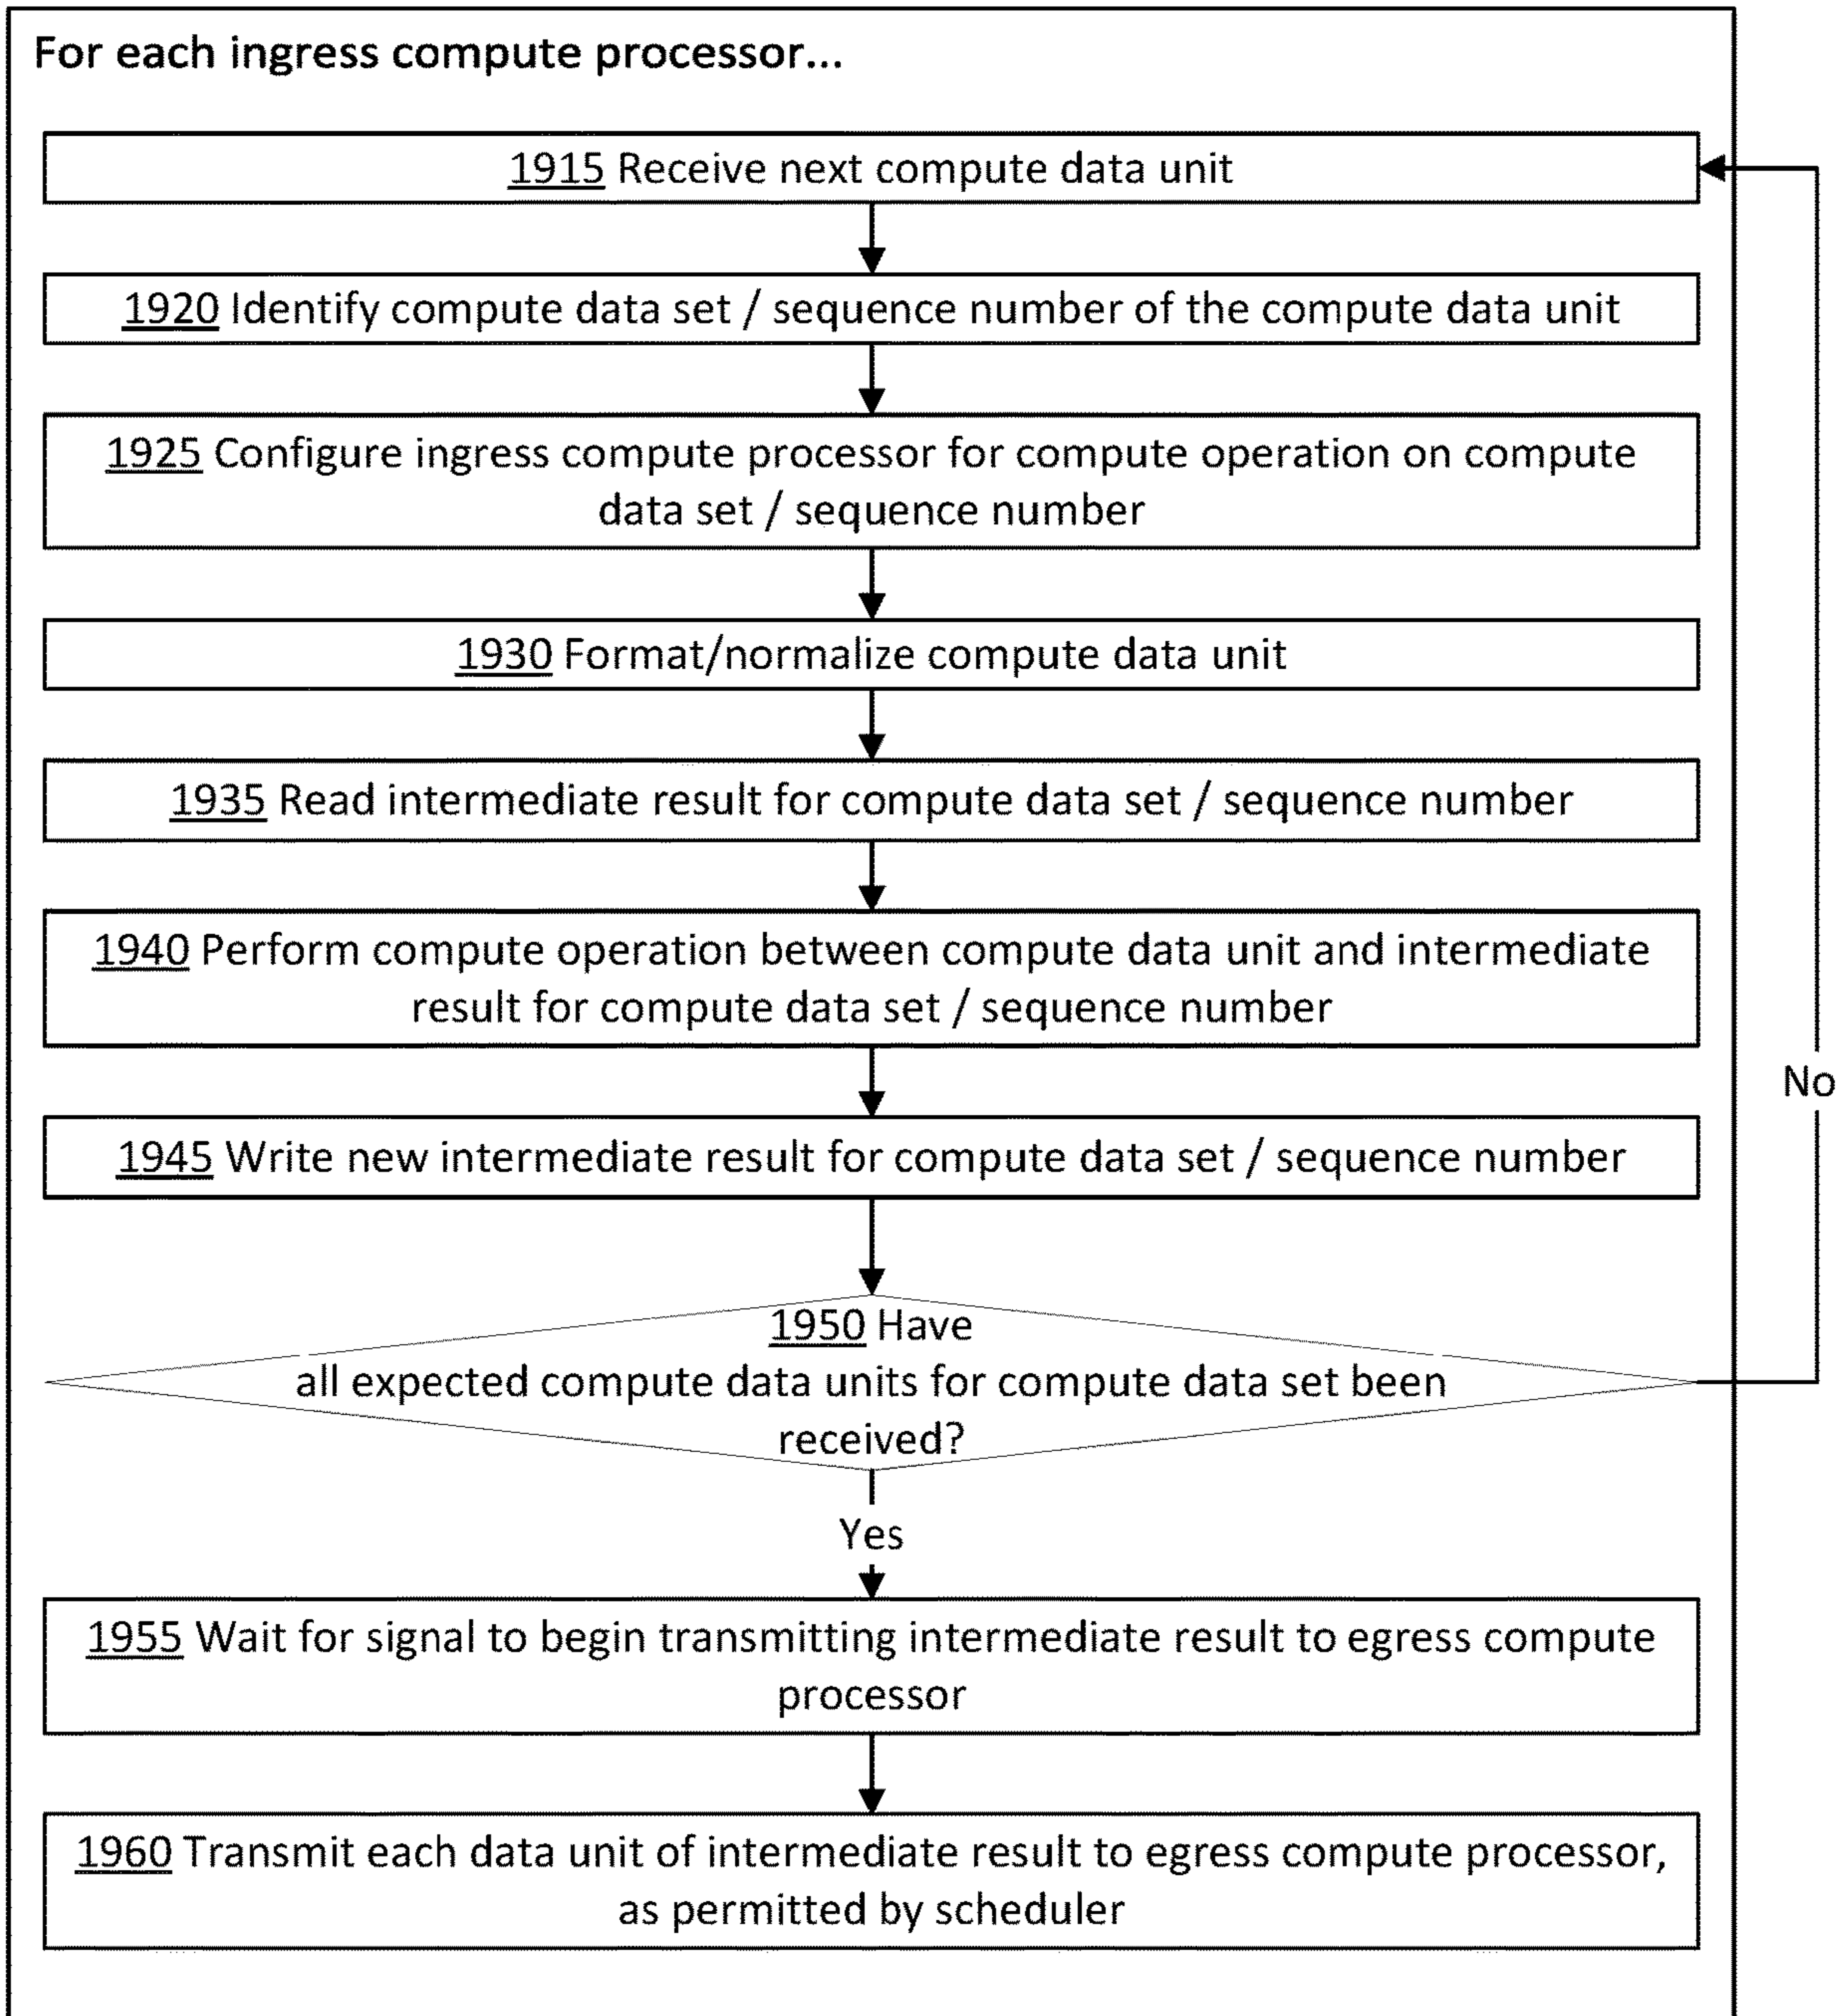 For each ingress compute processor...
1915 Receive next compute data unit
1920 Identify compute data set / sequence number of the compute data unit
1925 Configure ingress compute processor for compute operation on compute
data set / sequence number
1930 Format/normalize compute data unit
1935 Read intermediate result for compute data set / sequence number
1940 Perform compute operation between compute data unit and intermediate
result for compute data set / sequence number
No
1945 Write new intermediate result for compute data set / sequence number
1950 Have
all expected compute data units for compute data set been
received?
Yes
1955 Wait for signal to begin transmitting intermediate result to egress compute
processor
1960 Transmit each data unit of intermediate result to egress compute processor,
as permitted by scheduler